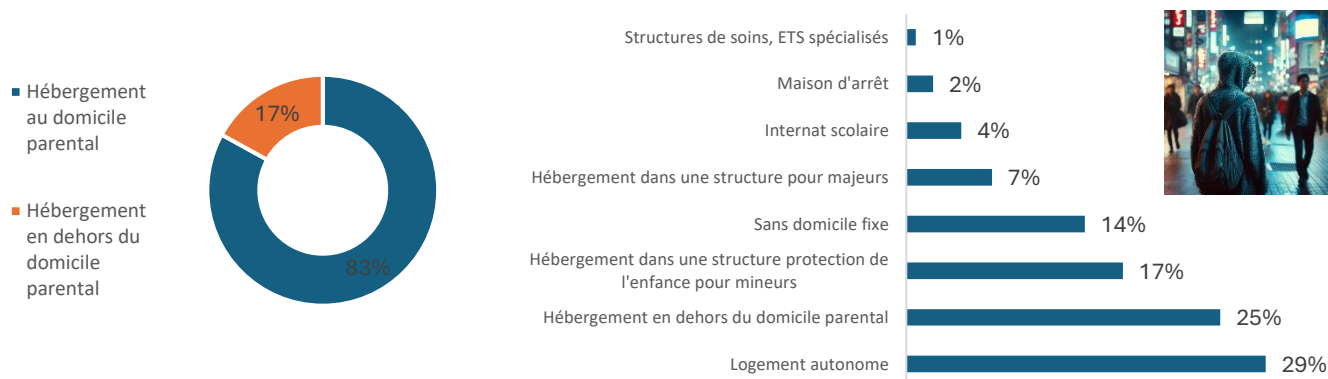 Hébergement
au domicile
parental
Hébergement
en dehors du
domicile
parental
17%
83%
Structures de soins, ETS spécialisés
1%
Maison d'arrêt
2%
Internat scolaire
4%
Hébergement dans une structure pour majeurs
7%
Sans domicile fixe
14%
Hébergement dans une structure protection de
l'enfance pour mineurs
17%
Hébergement en dehors du domicile parental
25%
Logement autonome
29%